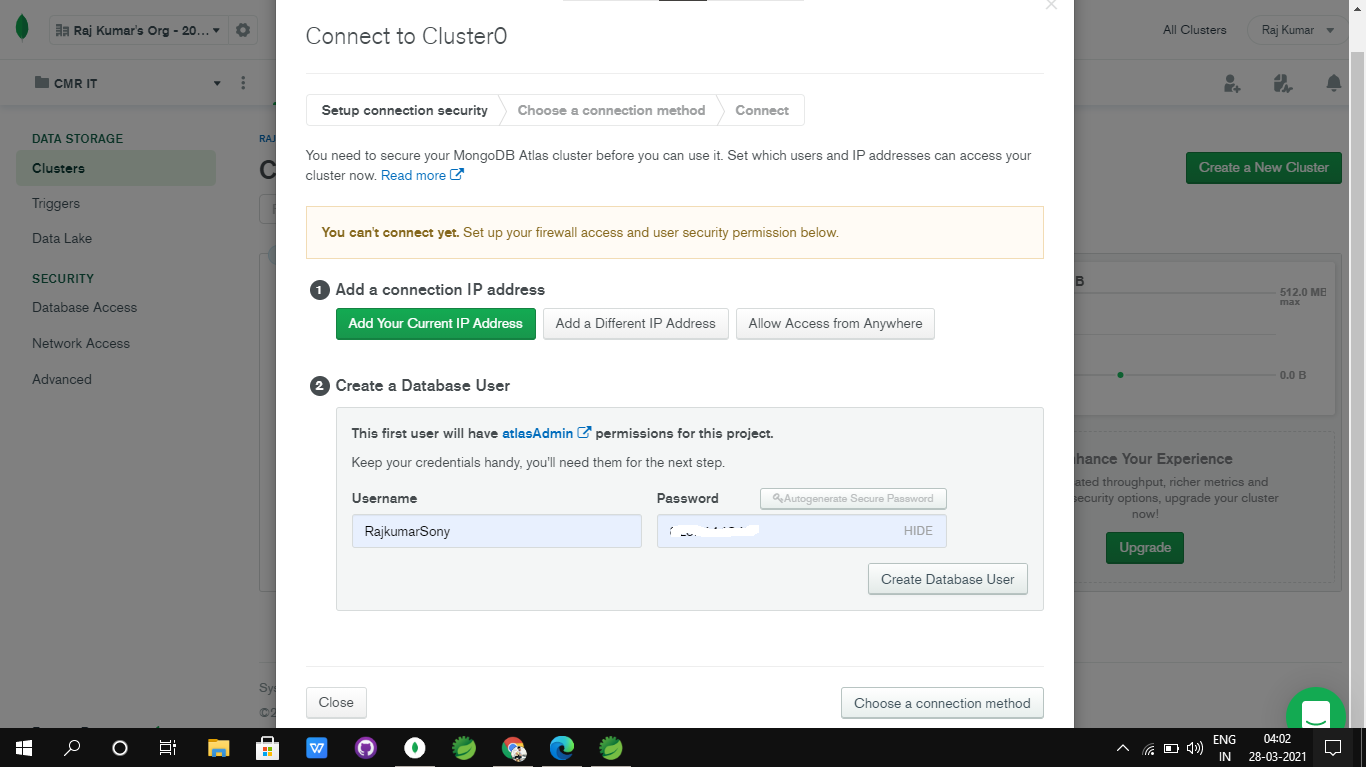 Raj Kumar's Org - 20...
All Clusters
Raj Kumar
CMR IT
DATA STORAGE
Clusters
Triggers
Data Lake
SECURITY
Database Access
Network Access
Advanced
RAJ
C
Connect to Cluster0
Setup connection security
Choose a connection method
Connect
You need to secure your MongoDB Atlas cluster before you can use it. Set which users and IP addresses can access your
cluster now. Read more
You can't connect yet. Set up your firewall access and user security permission below.
1 Add a connection IP address
Add Your Current IP Address
Add a Different IP Address
Allow Access from Anywhere
2 Create a Database User
This first user will have atlasAdmin permissions for this project.
Keep your credentials handy, you'll need them for the next step.
Username
Password
Autogenerate Secure Password
RajkumarSony
HIDE
Create Database User
Close
Choose a connection method
Create a New Cluster
B
512.0 MB
max
0.0 B
hance Your Experience
ated throughput, richer metrics and
security options, upgrade your cluster
now!
Upgrade
ENG
IN
04:02
28-03-2021